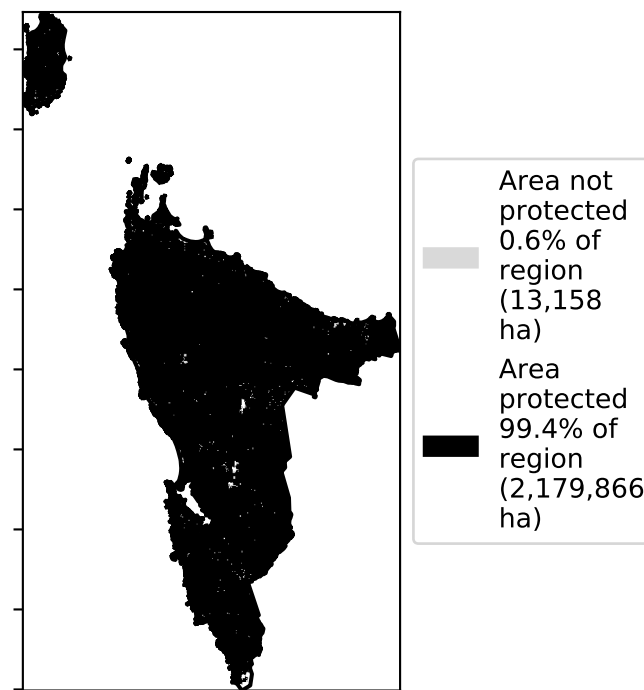 Area not
protected
0.6% of
region
(13,158
ha)
Area
protected
99.4% of
region
(2,179,866
ha)